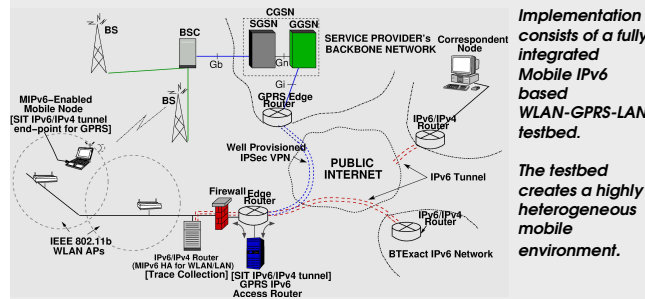 CGSN
SGSN
GGSN
BS
BSC
Gb
Gn
Gi
SERVICE PROVIDER's
BACKBONE NETWORK
Correspondent
Node
BS
GPRS Edge
Router
MIPv6-Enabled
Mobile Node
[SIT IPv6/IPv4 tunnel
end-point for GPRS]
IPv6/IPv4
Router
Well Provisioned
IPSec VPN
PUBLIC
INTERNET
IPv6 Tunnel
Firewall
Edge
Router
IEEE 802.11b
WLAN APs
IPv6/IPv4 Router
(MIPv6 HA for WLAN/LAN)
[Trace Collection]
[SIT IPv6/IPv4 tunnel]
GPRS IPv6
Access Router
IPv6/IPv4
Router
BTExact IPv6 Network
Implementation
consists of a fully
integrated
Mobile IPv6
based
WLAN-GPRS-LAN
testbed.
The testbed
creates a highly
heterogeneous
mobile
environment.